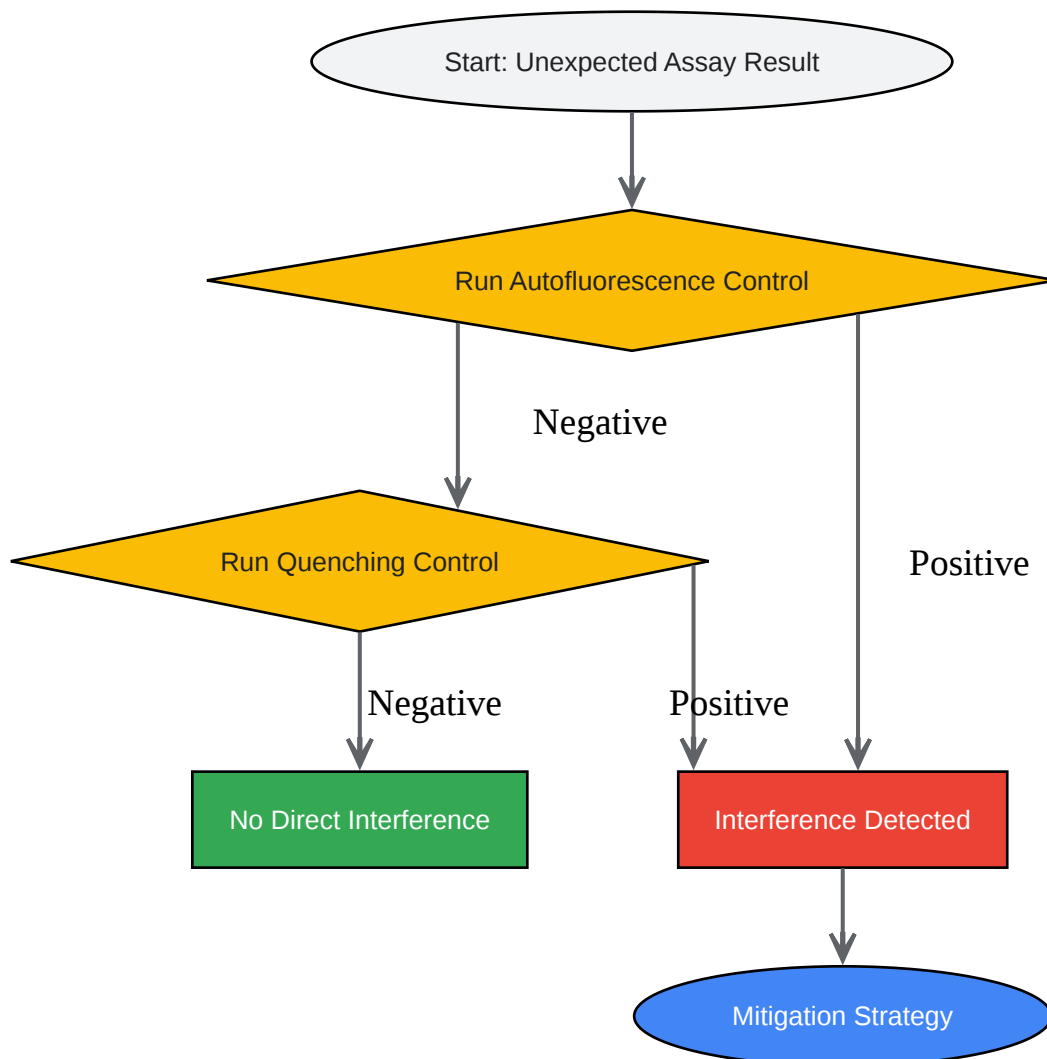 Start: Unexpected Assay Result
Run Autofluorescence Control
Negative
Run Quenching Control
Positive
Negative
Positive
No Direct Interference
Interference Detected
Mitigation Strategy